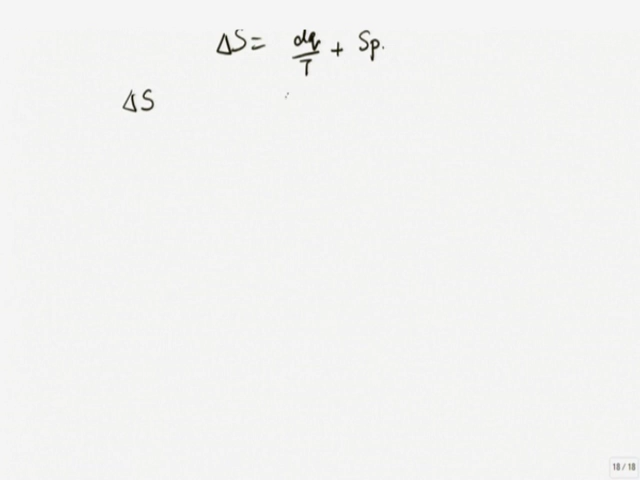 ΔS = dq/T + Sp.
ΔS
18 / 18